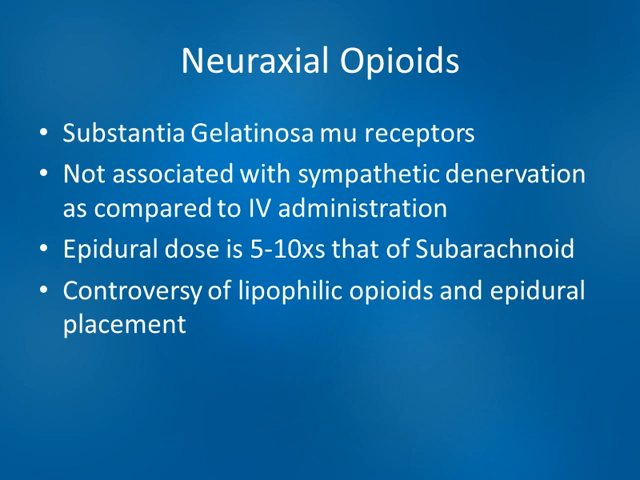 Neuraxial Opioids
• Substantia Gelatinosa mu receptors
• Not associated with sympathetic denervation
as compared to IV administration
• Epidural dose is 5-10xs that of Subarachnoid
• Controversy of lipophilic opioids and epidural
placement